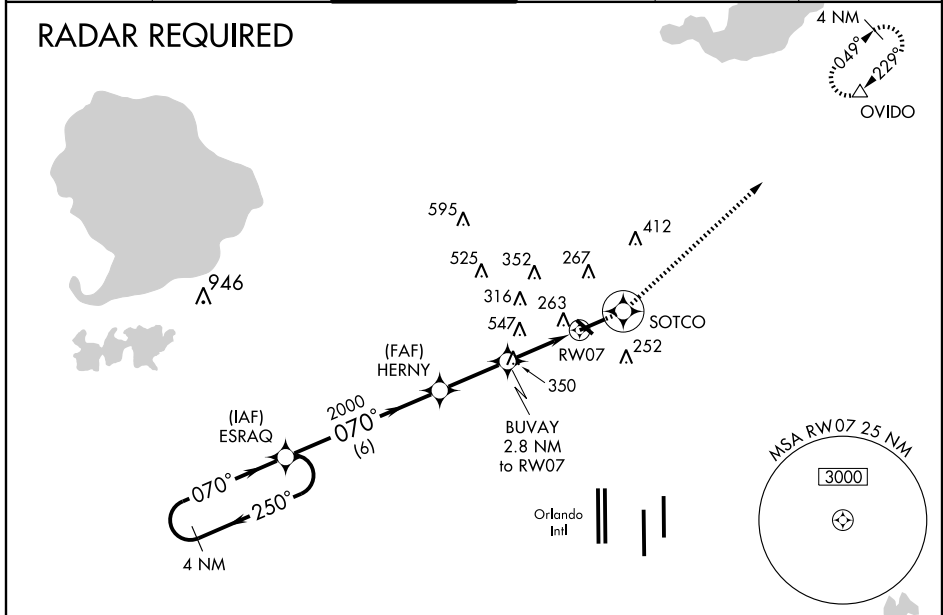 RADAR REQUIRED
4 NM
049°
229°
OVIDO
595
412
525
352
267
946
316
263
547
SOTCO
RW07
252
(FAF)
HERNY
350
2000
070°
(6)
(IAF)
ESRAQ
BUVAY
2.8 NM
to RW07
070°
250°
4 NM
MSA RW07 25 NM
3000
Orlando
Intl